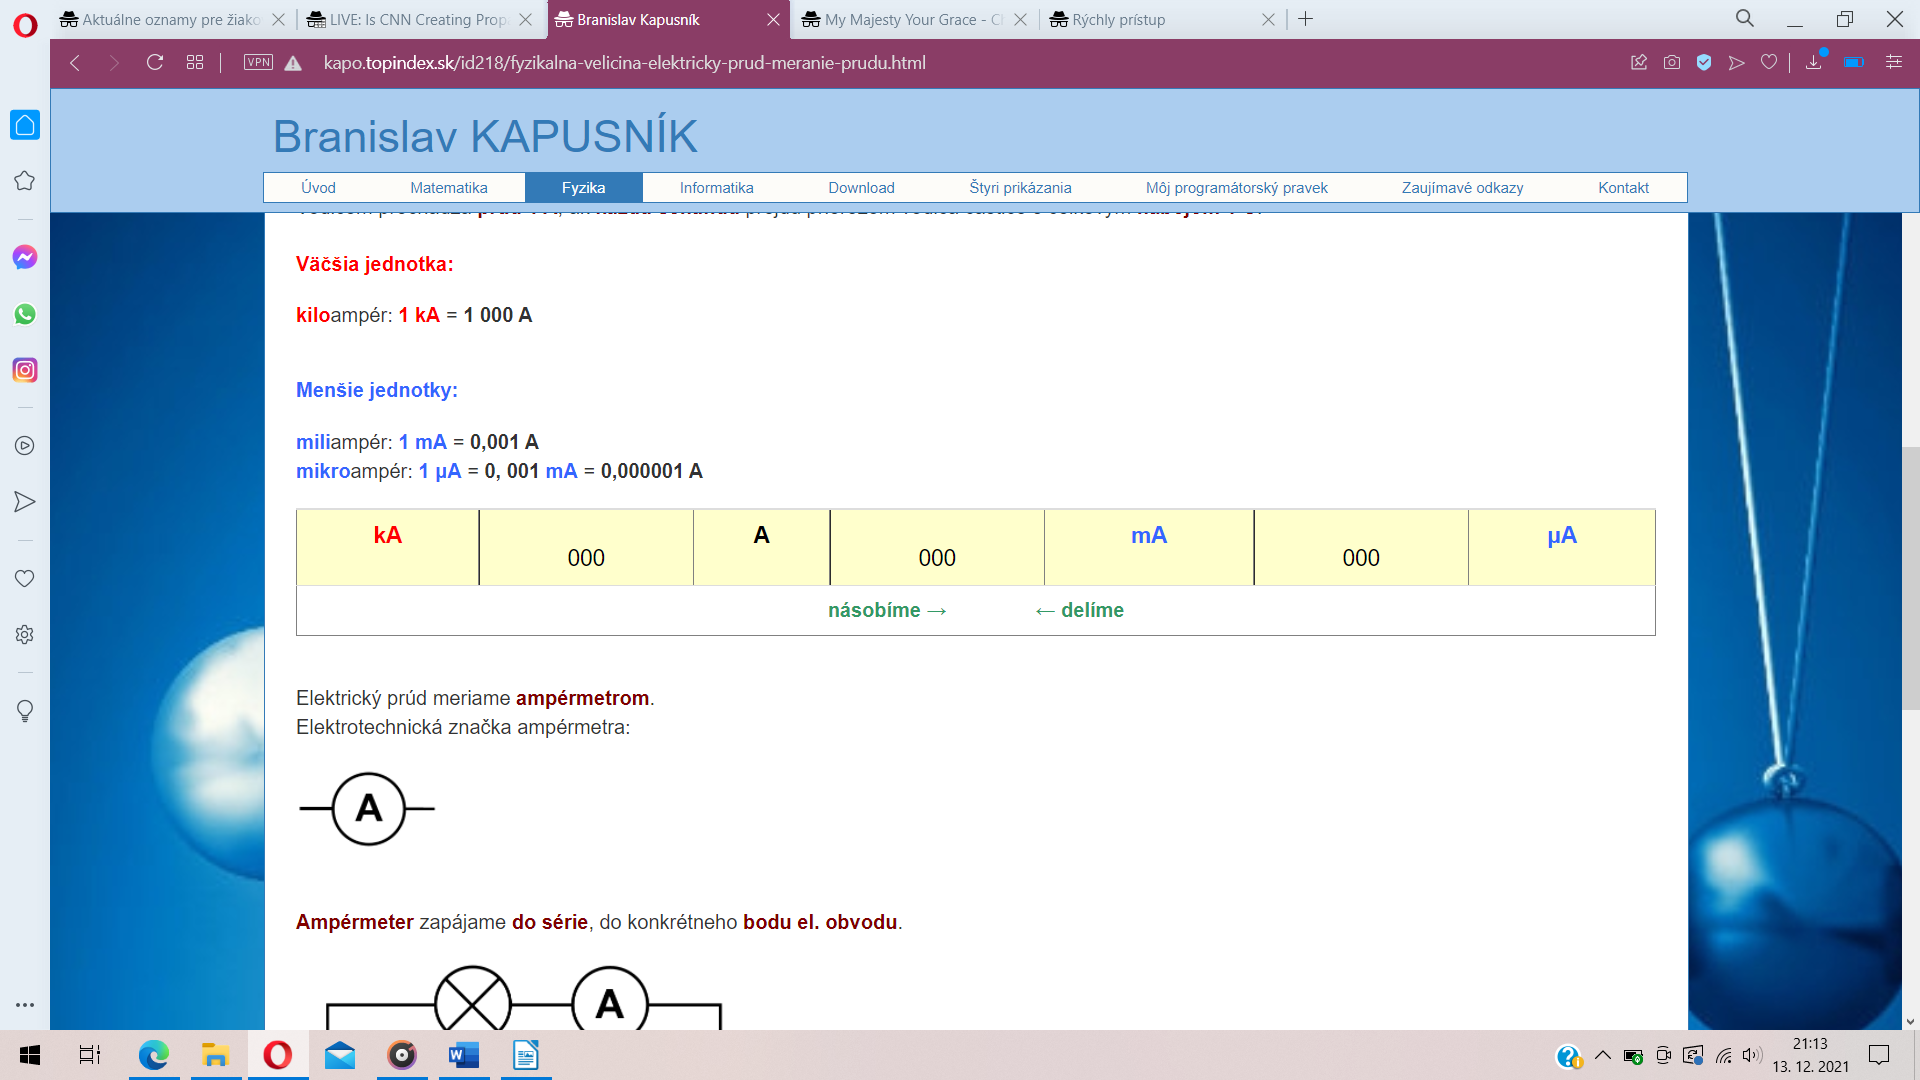 Aktuálne oznamy pre žiako
LIVE: Is CNN Creating Prop
Branislav Kapusník
My Majesty Your Grace - Cl
Rýchly prístup
VPN
kapo.topindex.sk/id218/fyzikalna-velicina-elektricky-prud-meranie-prudu.html
Branislav KAPUSNÍK
Úvod
Matematika
Fyzika
Informatika
Download
Štyri prikázania
Môj programátorský pravek
Zaujímavé odkazy
Kontakt
Väčšia jednotka:
kiloampér: 1 kA = 1 000 A
Menšie jednotky:
miliampér: 1 mA = 0,001 A
mikroampér: 1 µA = 0, 001 mA = 0,000001 A
kA 000 A 000 mA 000 µA
násobíme → ← delíme
Elektrický prúd meriame ampérmetrom.
Elektrotechnická značka ampérmetra:
A
Ampérmeter zapájame do série, do konkrétneho bodu el. obvodu.
A
21:13
13. 12. 2021